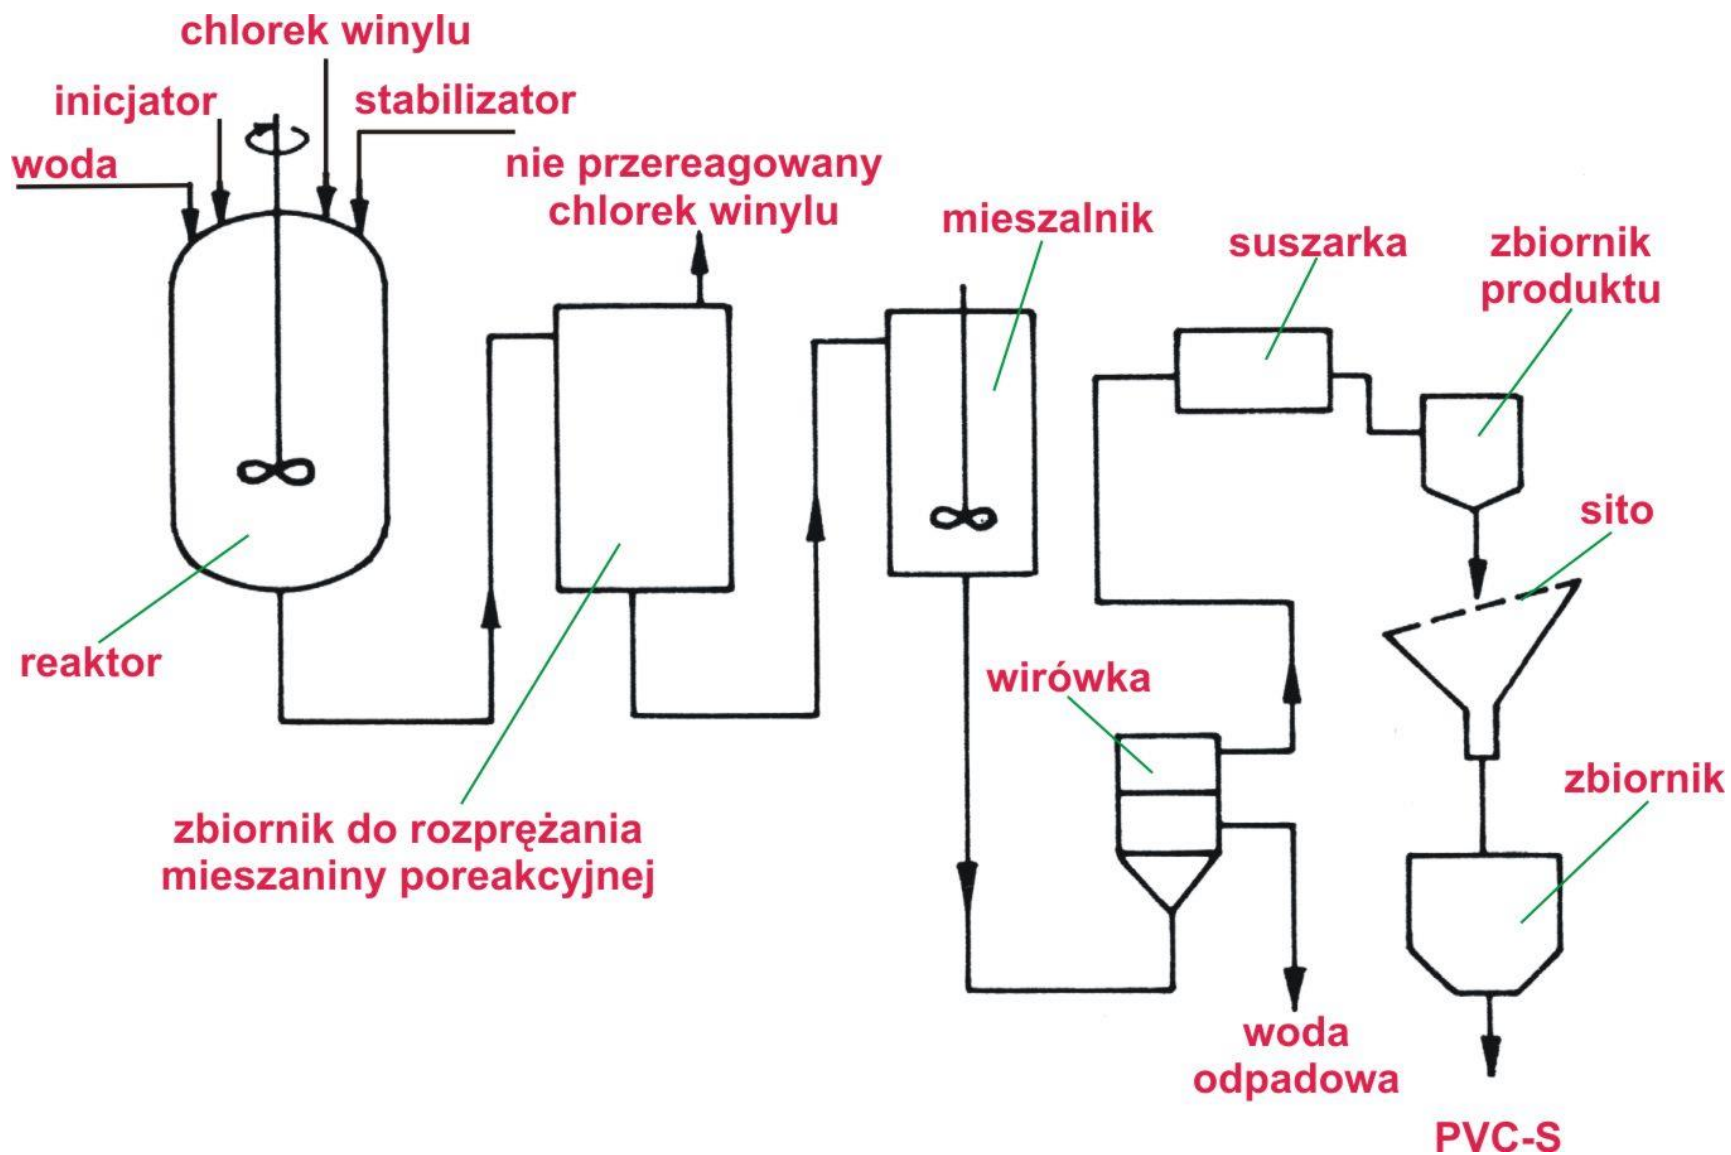 chlorek winylu
inicjator
stabilizator
woda
nie przereagowany
chlorek winylu
mieszalnik
suszarka
zbiornik
produktu
sito
reaktor
wirówka
zbiornik
zbiornik do rozprężania
mieszaniny poreakcyjnej
woda
odpadowa
PVC-S